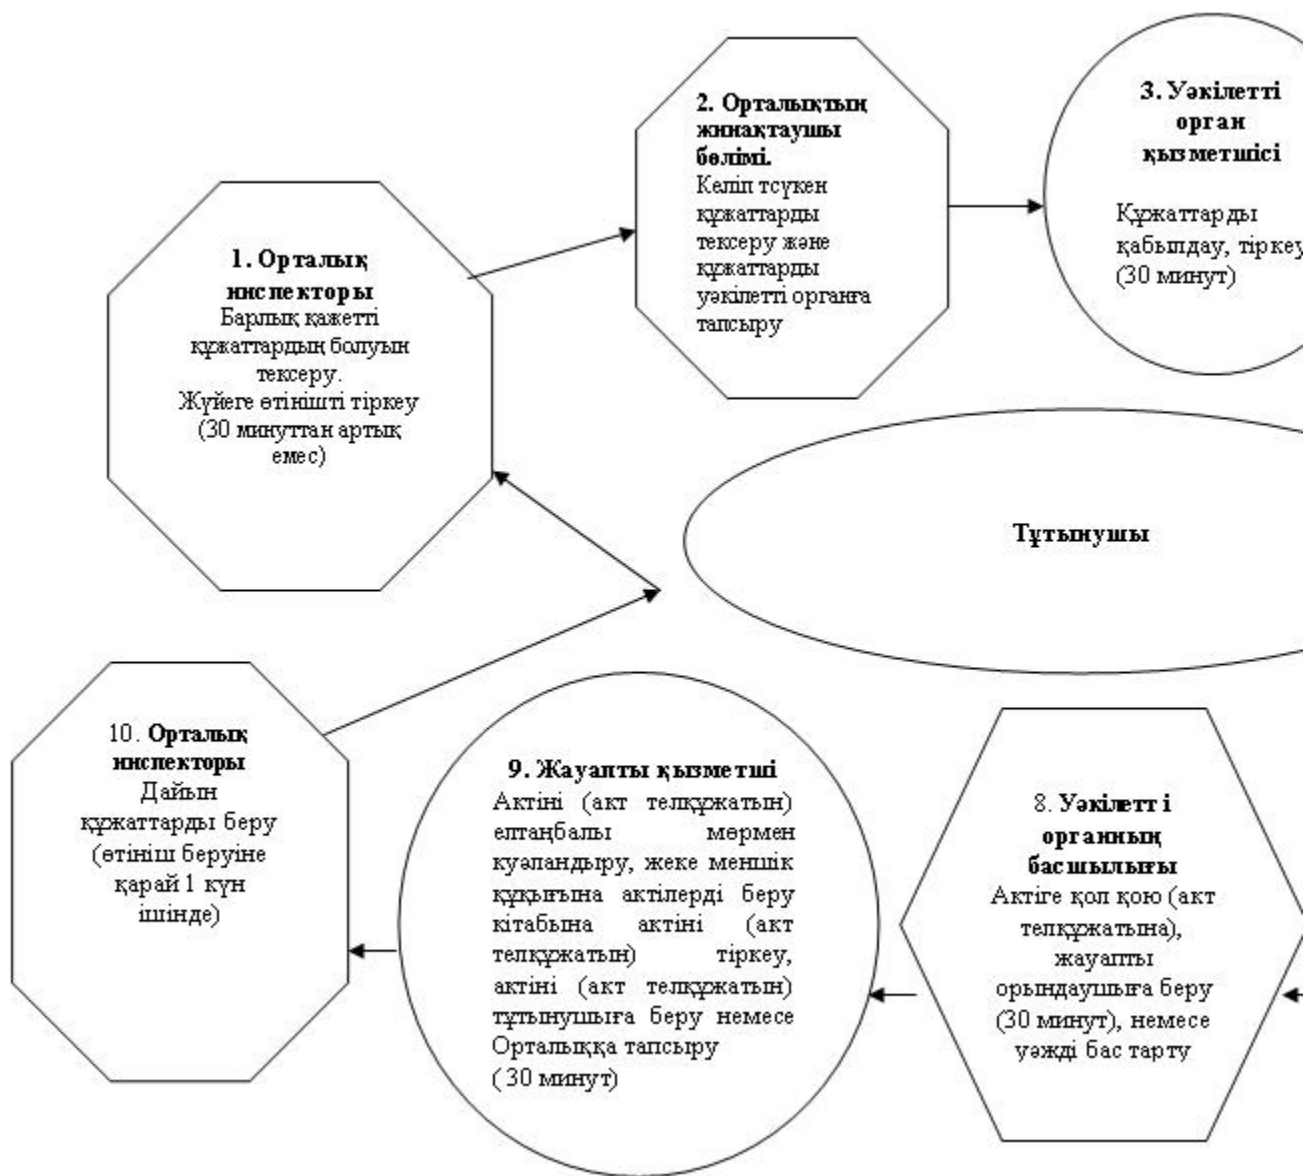 1. Орталық
инспекторы
Барлық қажетті
құжаттардың болуын
тексеру.
Жүйеге өтінішті тіркеу
(30 минуттан артық
емес)
2. Орталықтың
жинақтаушы
бөлімі.
Келіп тсүкен
құжаттарды
тексеру және
құжаттарды
уәкілетті органға
тапсыру
3. Уәкілетті
орган
қызметшісі
Құжаттарды
қабылдау, тіркеу
(30 минут)
Тұтынушы
10. Орталық
инспекторы
Дайын
құжаттарды беру
(өтініш беруіне
қарай 1 күн
ішінде)
9. Жауапты қызметші
Актіні (акт телқұжатын)
елтаңбалы мөрмен
куәландыру, жеке меншік
құқығына актілерді беру
кітабына актіні (акт
телқұжатын) тіркеу,
актіні (акт телқұжатын)
тұтынушыға беру немесе
Орталыққа тапсыру
( 30 минут)
8. Уәкілетт і
органның
басшылығы
Актіге қол қою (акт
телқұжатына),
жауапты
орындаушыға беру
(30 минут), немесе
уәжді бас тарту